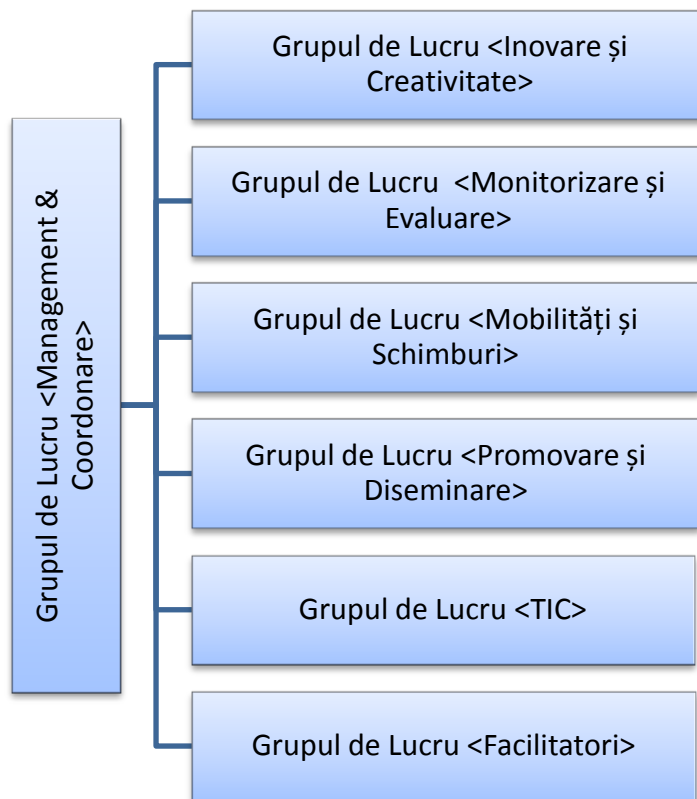 Grupul de Lucru <Management &
Coordonare>
Grupul de Lucru <Inovare și
Creativitate>
Grupul de Lucru  <Monitorizare și
Evaluare>
Grupul de Lucru <Mobilități și
Schimburi>
Grupul de Lucru <Promovare și
Diseminare>
Grupul de Lucru <TIC>
Grupul de Lucru <Facilitatori>